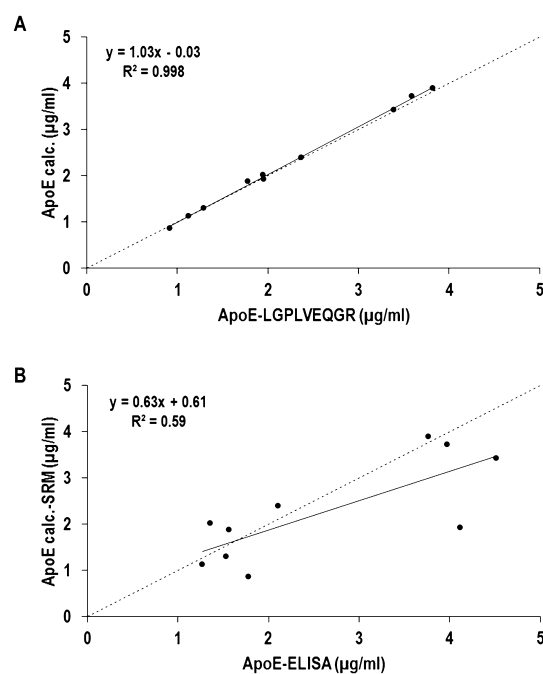 A
y = 1.03x - 0.03
R² = 0.998
ApoE calc. (µg/ml)
5
4
3
2
1
0
0 1 2 3 4 5
ApoE-LGPLVEQGR (µg/ml)
B
y = 0.63x + 0.61
R² = 0.59
ApoE calc.-SRM (µg/ml)
5
4
3
2
1
0
0 1 2 3 4 5
ApoE-ELISA (µg/ml)